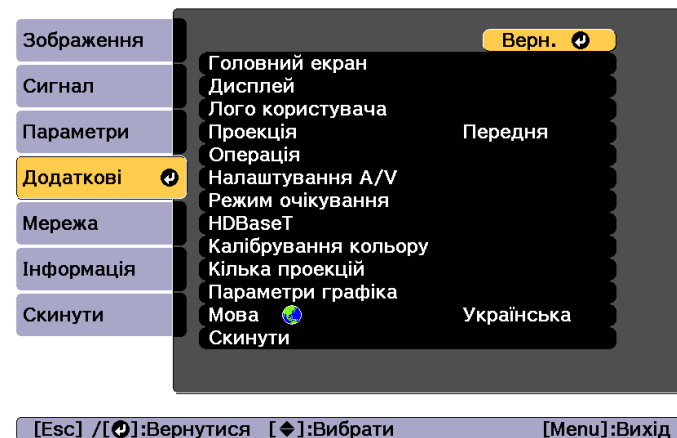 Зображення
Сигнал
Параметри
Додаткові
Мережа
Інформація
Скинути
Верн.
Головний екран
Дисплей
Лого користувача
Проекція Передня
Операція
Налаштування A/V
Режим очікування
HDBaseT
Калібрування кольору
Кілька проекцій
Параметри графіка
Мова Українська
Скинути
[Esc] /[]:Вернутися []:Вибрати [Menu]:Вихід